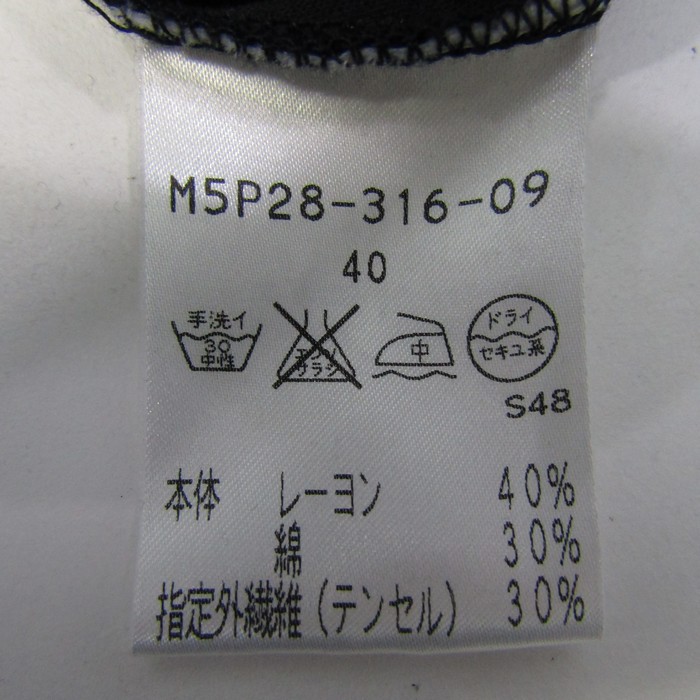 M5P28-316-09
40
手洗イ
30
中性
エンソ
サラシ
中
ドライ
セキユ系
S48
本体 レーヨン 40%
綿 30%
指定外繊維(テンセル) 30%